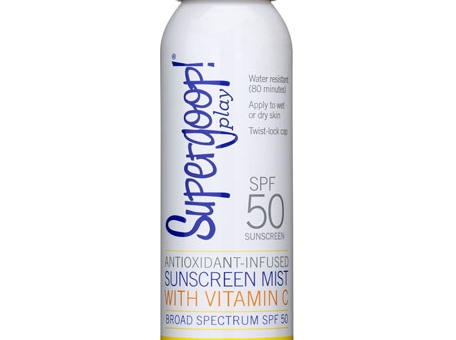 Supergoop!®
play
Water resistant
(80 minutes)
Apply to wet
or dry skin
Twist-lock cap
SPF
50
SUNSCREEN
ANTIOXIDANT-INFUSED
SUNSCREEN MIST
WITH VITAMIN C
BROAD SPECTRUM SPF 50